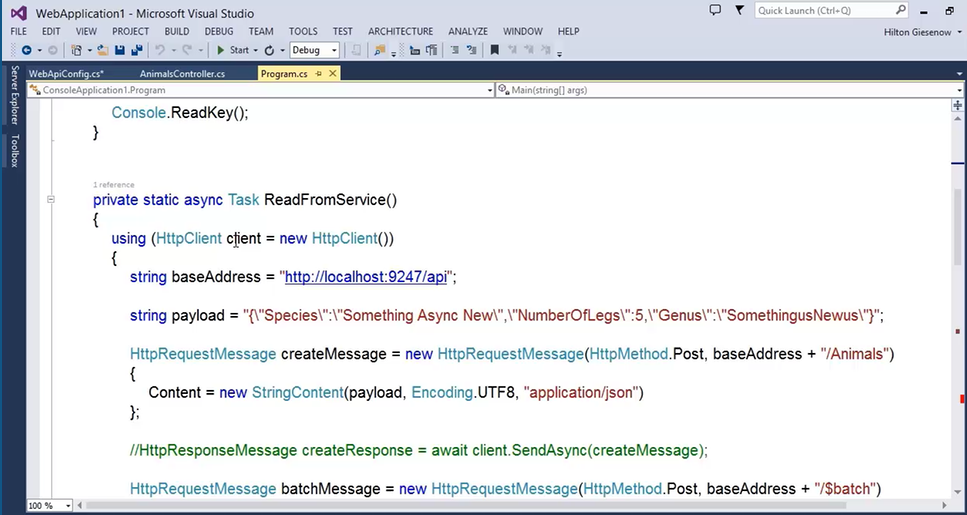 WebApplication1 - Microsoft Visual Studio
Quick Launch (Ctrl+Q)
FILE EDIT VIEW PROJECT BUILD DEBUG TEAM TOOLS TEST ARCHITECTURE ANALYZE WINDOW HELP
Hilton Giesenow
Start Debug
WebApiConfig.cs* AnimalsController.cs Program.cs
ConsoleApplication1.Program Main(string[] args)
Server Explorer
Toolbox
Console.ReadKey();
}
1 reference
private static async Task ReadFromService()
{
using (HttpClient client = new HttpClient())
{
string baseAddress = "http://localhost:9247/api";
string payload = "{\"Species\":\"Something Async New\",\"NumberOfLegs\":5,\"Genus\":\"SomethingusNewus\"}";
HttpRequestMessage createMessage = new HttpRequestMessage(HttpMethod.Post, baseAddress + "/Animals")
{
Content = new StringContent(payload, Encoding.UTF8, "application/json")
};
//HttpResponseMessage createResponse = await client.SendAsync(createMessage);
HttpRequestMessage batchMessage = new HttpRequestMessage(HttpMethod.Post, baseAddress + "/$batch")
100 %